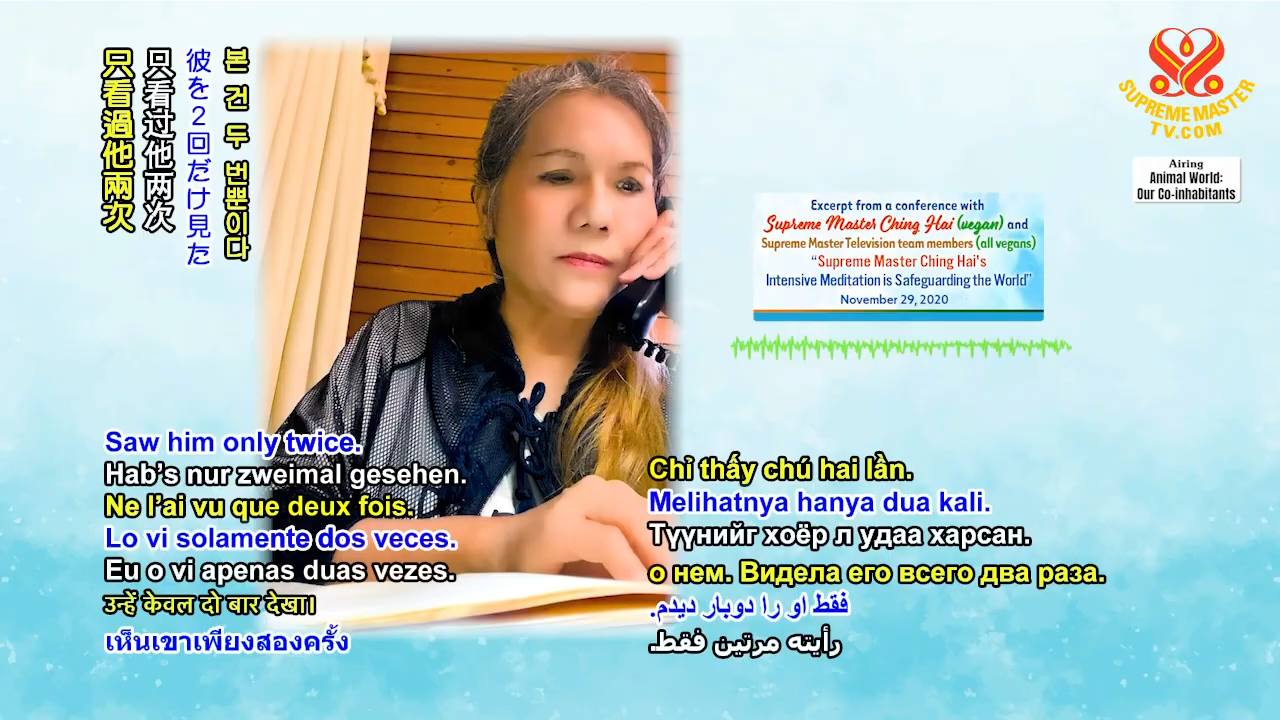 只看過他兩次
只看过他两次
彼を２回だけ見た
본 건 두 번뿐이다
SUPREME MASTER
TV.COM
Airing
Animal World:
Our Co-inhabitants
Excerpt from a conference with
Supreme Master Ching Hai (vegan) and
Supreme Master Television team members (all vegans)
“Supreme Master Ching Hai's
Intensive Meditation is Safeguarding the World”
November 29, 2020
Saw him only twice.
Hab’s nur zweimal gesehen.
Ne l’ai vu que deux fois.
Lo vi solamente dos veces.
Eu o vi apenas duas vezes.
उन्हें केवल दो बार देखा।
เห็นเขาเพียงสองครั้ง
Chỉ thấy chú hai lần.
Melihatnya hanya dua kali.
Түүнийг хоёр л удаа харсан.
о нем. Видела его всего два раза.
فقط او را دوبار دیدم.
رأيته مرتين فقط.